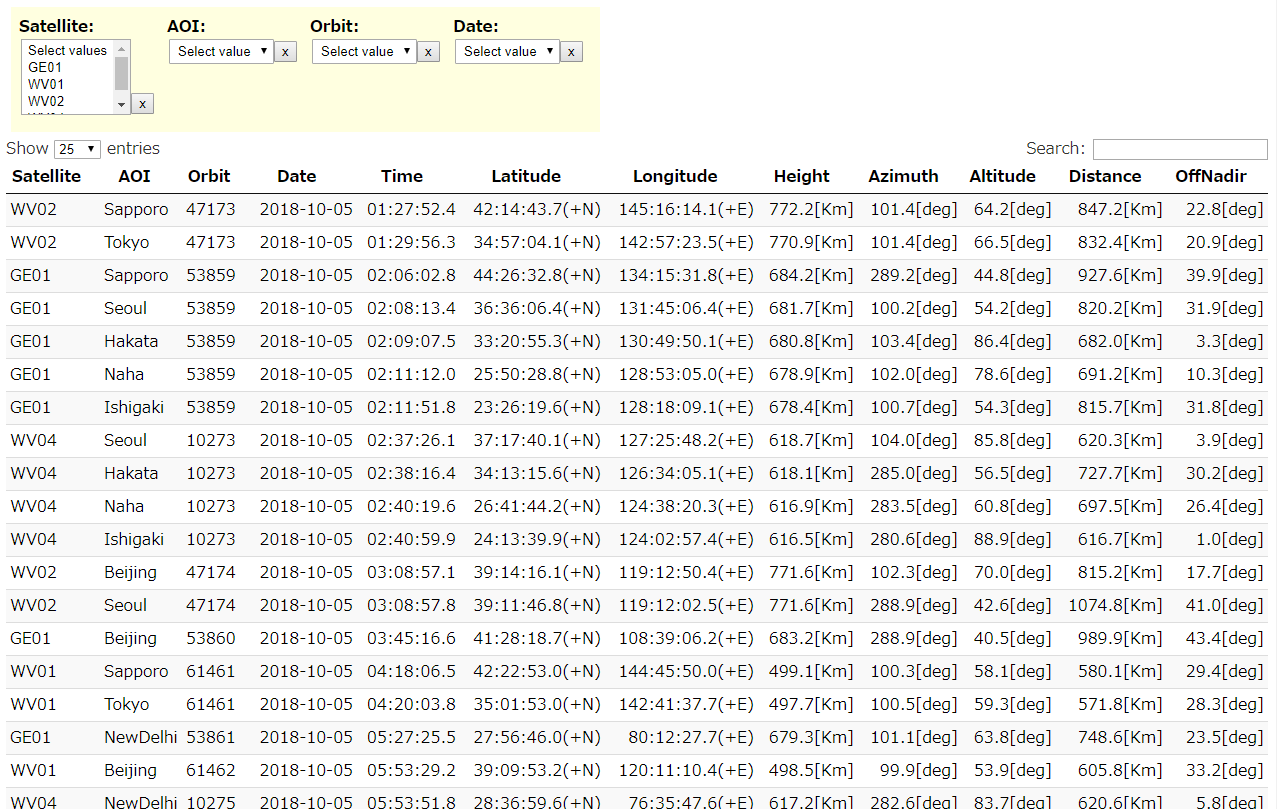 Satellite: AOI: Orbit: Date:
Select values Select value x Select value x Select value x
GE01
WV01
WV02 x
Show 25 entries Search:
Satellite AOI Orbit Date Time Latitude Longitude Height Azimuth Altitude Distance OffNadir
WV02 Sapporo 47173 2018-10-05 01:27:52.4 42:14:43.7(+N) 145:16:14.1(+E) 772.2[Km] 101.4[deg] 64.2[deg] 847.2[Km] 22.8[deg]
WV02 Tokyo 47173 2018-10-05 01:29:56.3 34:57:04.1(+N) 142:57:23.5(+E) 770.9[Km] 101.4[deg] 66.5[deg] 832.4[Km] 20.9[deg]
GE01 Sapporo 53859 2018-10-05 02:06:02.8 44:26:32.8(+N) 134:15:31.8(+E) 684.2[Km] 289.2[deg] 44.8[deg] 927.6[Km] 39.9[deg]
GE01 Seoul 53859 2018-10-05 02:08:13.4 36:36:06.4(+N) 131:45:06.4(+E) 681.7[Km] 100.2[deg] 54.2[deg] 820.2[Km] 31.9[deg]
GE01 Hakata 53859 2018-10-05 02:09:07.5 33:20:55.3(+N) 130:49:50.1(+E) 680.8[Km] 103.4[deg] 86.4[deg] 682.0[Km] 3.3[deg]
GE01 Naha 53859 2018-10-05 02:11:12.0 25:50:28.8(+N) 128:53:05.0(+E) 678.9[Km] 102.0[deg] 78.6[deg] 691.2[Km] 10.3[deg]
GE01 Ishigaki 53859 2018-10-05 02:11:51.8 23:26:19.6(+N) 128:18:09.1(+E) 678.4[Km] 100.7[deg] 54.3[deg] 815.7[Km] 31.8[deg]
WV04 Seoul 10273 2018-10-05 02:37:26.1 37:17:40.1(+N) 127:25:48.2(+E) 618.7[Km] 104.0[deg] 85.8[deg] 620.3[Km] 3.9[deg]
WV04 Hakata 10273 2018-10-05 02:38:16.4 34:13:15.6(+N) 126:34:05.1(+E) 618.1[Km] 285.0[deg] 56.5[deg] 727.7[Km] 30.2[deg]
WV04 Naha 10273 2018-10-05 02:40:19.6 26:41:44.2(+N) 124:38:20.3(+E) 616.9[Km] 283.5[deg] 60.8[deg] 697.5[Km] 26.4[deg]
WV04 Ishigaki 10273 2018-10-05 02:40:59.9 24:13:39.9(+N) 124:02:57.4(+E) 616.5[Km] 280.6[deg] 88.9[deg] 616.7[Km] 1.0[deg]
WV02 Beijing 47174 2018-10-05 03:08:57.1 39:14:16.1(+N) 119:12:50.4(+E) 771.6[Km] 102.3[deg] 70.0[deg] 815.2[Km] 17.7[deg]
WV02 Seoul 47174 2018-10-05 03:08:57.8 39:11:46.8(+N) 119:12:02.5(+E) 771.6[Km] 288.9[deg] 42.6[deg] 1074.8[Km] 41.0[deg]
GE01 Beijing 53860 2018-10-05 03:45:16.6 41:28:18.7(+N) 108:39:06.2(+E) 683.2[Km] 288.9[deg] 40.5[deg] 989.9[Km] 43.4[deg]
WV01 Sapporo 61461 2018-10-05 04:18:06.5 42:22:53.0(+N) 144:45:50.0(+E) 499.1[Km] 100.3[deg] 58.1[deg] 580.1[Km] 29.4[deg]
WV01 Tokyo 61461 2018-10-05 04:20:03.8 35:01:53.0(+N) 142:41:37.7(+E) 497.7[Km] 100.5[deg] 59.3[deg] 571.8[Km] 28.3[deg]
GE01 NewDelhi 53861 2018-10-05 05:27:25.5 27:56:46.0(+N) 80:12:27.7(+E) 679.3[Km] 101.1[deg] 63.8[deg] 748.6[Km] 23.5[deg]
WV01 Beijing 61462 2018-10-05 05:53:29.2 39:09:53.2(+N) 120:11:10.4(+E) 498.5[Km] 99.9[deg] 53.9[deg] 605.8[Km] 33.2[deg]
WV04 NewDelhi 10275 2018-10-05 05:53:51.8 28:36:59.6(+N) 76:35:47.6(+E) 617.2[Km] 282.6[deg] 83.7[deg] 620.6[Km] 5.8[deg]